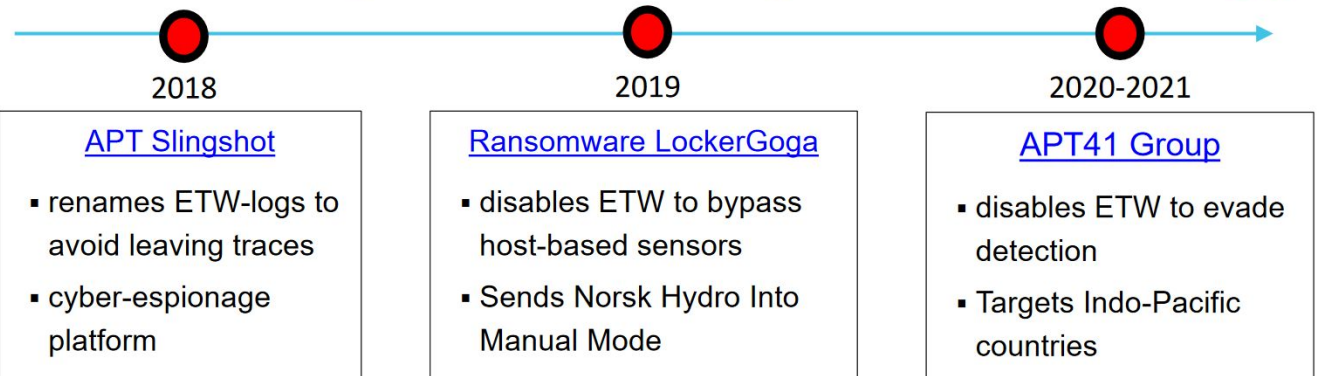 2018
2019
2020-2021
APT Slingshot
▪ renames ETW-logs to
avoid leaving traces
▪ cyber-espionage
platform
Ransomware LockerGoga
▪ disables ETW to bypass
host-based sensors
▪ Sends Norsk Hydro Into
Manual Mode
APT41 Group
▪ disables ETW to evade
detection
▪ Targets Indo-Pacific
countries